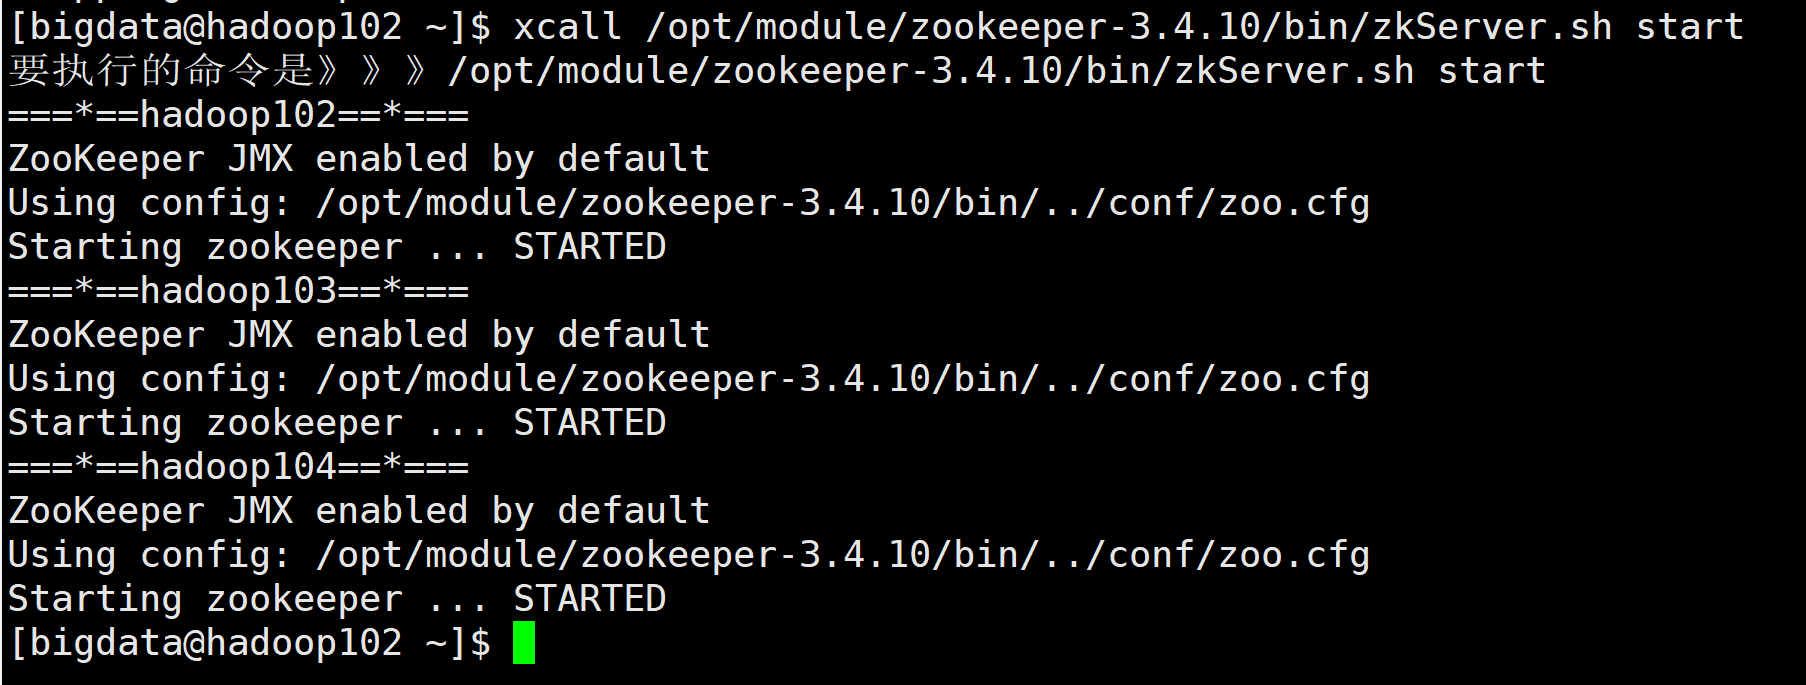 [bigdata@hadoop102 ~]$ xcall /opt/module/zookeeper-3.4.10/bin/zkServer.sh start
要执行的命令是》》》/opt/module/zookeeper-3.4.10/bin/zkServer.sh start
===*==hadoop102==*===
ZooKeeper JMX enabled by default
Using config: /opt/module/zookeeper-3.4.10/bin/../conf/zoo.cfg
Starting zookeeper ... STARTED
===*==hadoop103==*===
ZooKeeper JMX enabled by default
Using config: /opt/module/zookeeper-3.4.10/bin/../conf/zoo.cfg
Starting zookeeper ... STARTED
===*==hadoop104==*===
ZooKeeper JMX enabled by default
Using config: /opt/module/zookeeper-3.4.10/bin/../conf/zoo.cfg
Starting zookeeper ... STARTED
[bigdata@hadoop102 ~]$